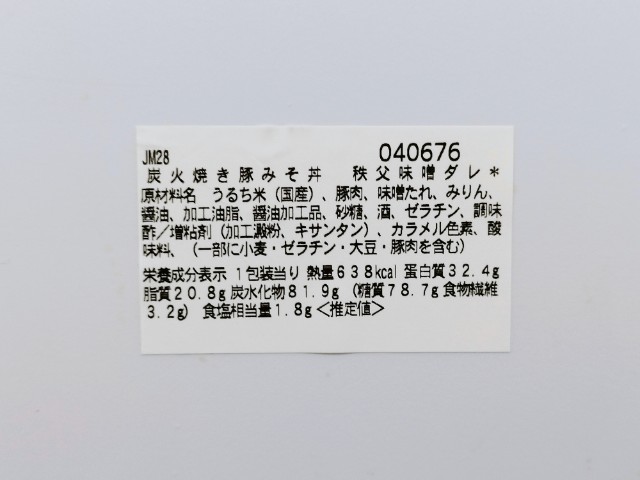 JM28 040676
炭火焼き豚みそ丼 秩父味噌ダレ*
原材料名 うるち米(国産)、豚肉、味噌たれ、みりん、
醤油、加工油脂、醤油加工品、砂糖、酒、ゼラチン、調味
酢/増粘剤(加工澱粉、キサンタン)、カラメル色素、酸
味料、(一部に小麦・ゼラチン・大豆・豚肉を含む)
栄養成分表示 1包装当り 熱量638kcal 蛋白質32.4g
脂質20.8g 炭水化物81.9g (糖質78.7g 食物繊維
3.2g) 食塩相当量1.8g<推定値>